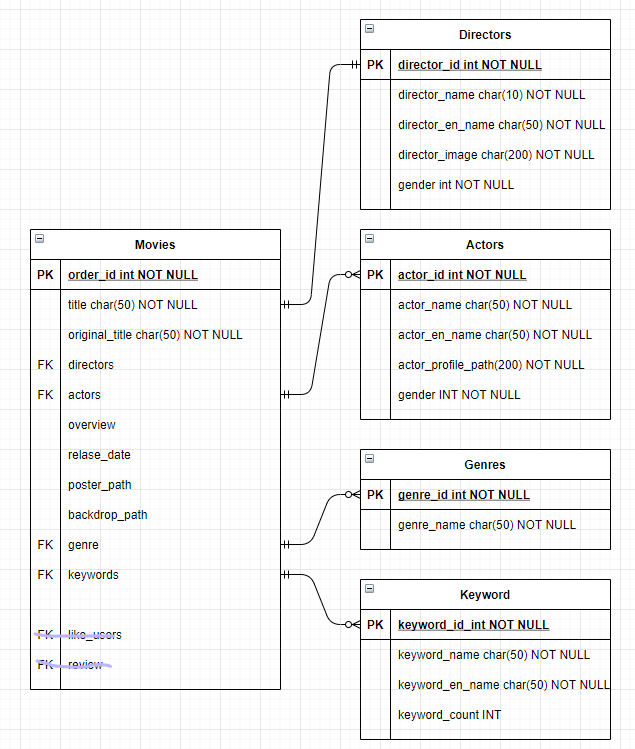 Directors
PK director_id int NOT NULL
director_name char(10) NOT NULL
director_en_name char(50) NOT NULL
director_image char(200) NOT NULL
gender int NOT NULL
Movies
PK order_id int NOT NULL
title char(50) NOT NULL
original_title char(50) NOT NULL
FK directors
FK actors
overview
relase_date
poster_path
backdrop_path
FK genre
FK keywords
FK like_users
FK review
Actors
PK actor_id int NOT NULL
actor_name char(50) NOT NULL
actor_en_name char(50) NOT NULL
actor_profile_path(200) NOT NULL
gender INT NOT NULL
Genres
PK genre_id int NOT NULL
genre_name char(50) NOT NULL
Keyword
PK keyword_id_int NOT NULL
keyword_name char(50) NOT NULL
keyword_en_name char(50) NOT NULL
keyword_count INT